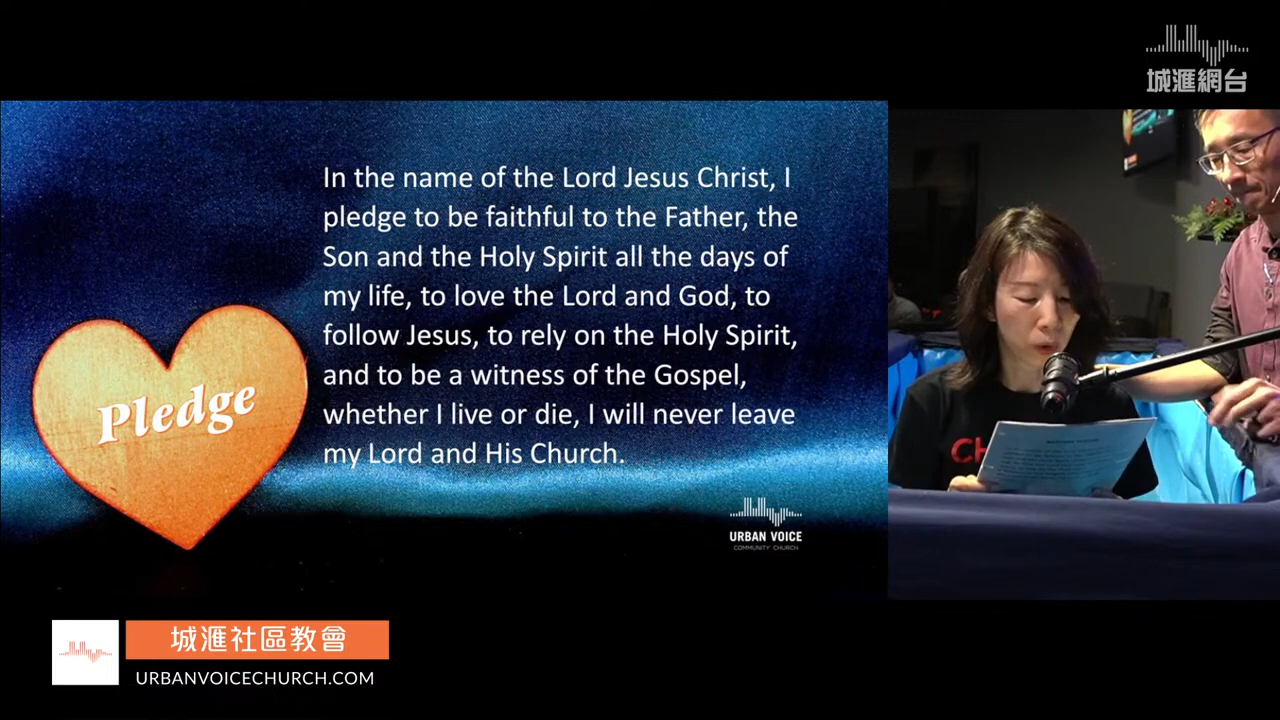 城滙網台
In the name of the Lord Jesus Christ, I
pledge to be faithful to the Father, the
Son and the Holy Spirit all the days of
my life, to love the Lord and God, to
follow Jesus, to rely on the Holy Spirit,
and to be a witness of the Gospel,
whether I live or die, I will never leave
my Lord and His Church.
Pledge
URBAN VOICE
COMMUNITY CHURCH
CH
城滙社區教會
URBANVOICECHURCH.COM